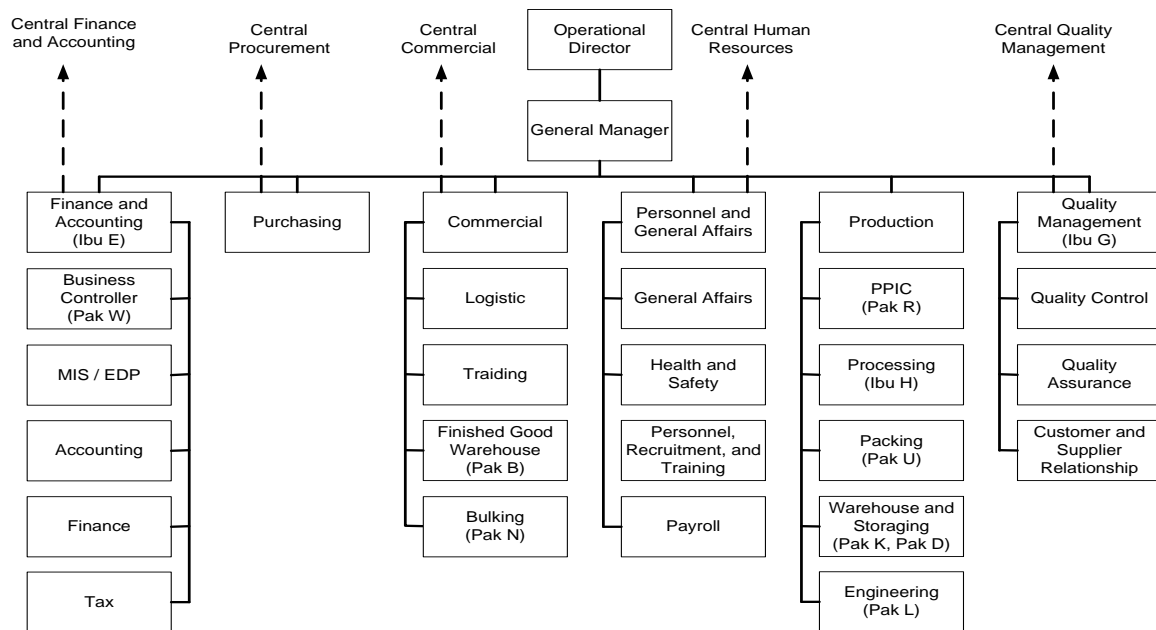 Central Finance
and Accounting
Central
Procurement
Central
Commercial
Operational
Director
Central Human
Resources
Central Quality
Management
General Manager
Finance and
Accounting
(Ibu E)
Purchasing
Commercial
Personnel and
General Affairs
Production
Quality
Management
(Ibu G)
Business
Controller
(Pak W)
Logistic
General Affairs
PPIC
(Pak R)
Quality Control
MIS / EDP
Traiding
Health and
Safety
Processing
(Ibu H)
Quality
Assurance
Accounting
Finished Good
Warehouse
(Pak B)
Personnel,
Recruitment, and
Training
Packing
(Pak U)
Customer and
Supplier
Relationship
Finance
Bulking
(Pak N)
Payroll
Warehouse and
Storaging
(Pak K, Pak D)
Tax
Engineering
(Pak L)